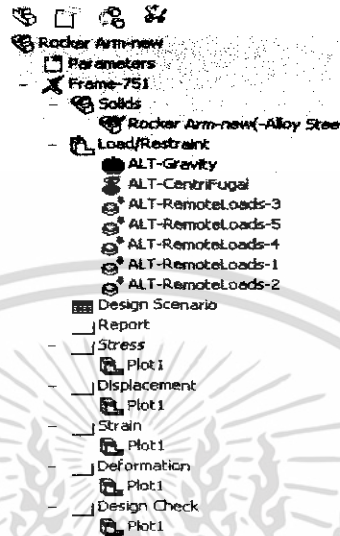 Rocker Arm-new
Parameters
Frame-751
Solids
Rocker Arm-new(-Alloy Steel
Load/Restraint
ALT-Gravity
ALT-Centrifugal
ALT-RemoteLoads-3
ALT-RemoteLoads-5
ALT-RemoteLoads-4
ALT-RemoteLoads-1
ALT-RemoteLoads-2
Design Scenario
Report
Stress
Plot1
Displacement
Plot1
Strain
Plot1
Deformation
Plot1
Design Check
Plot1